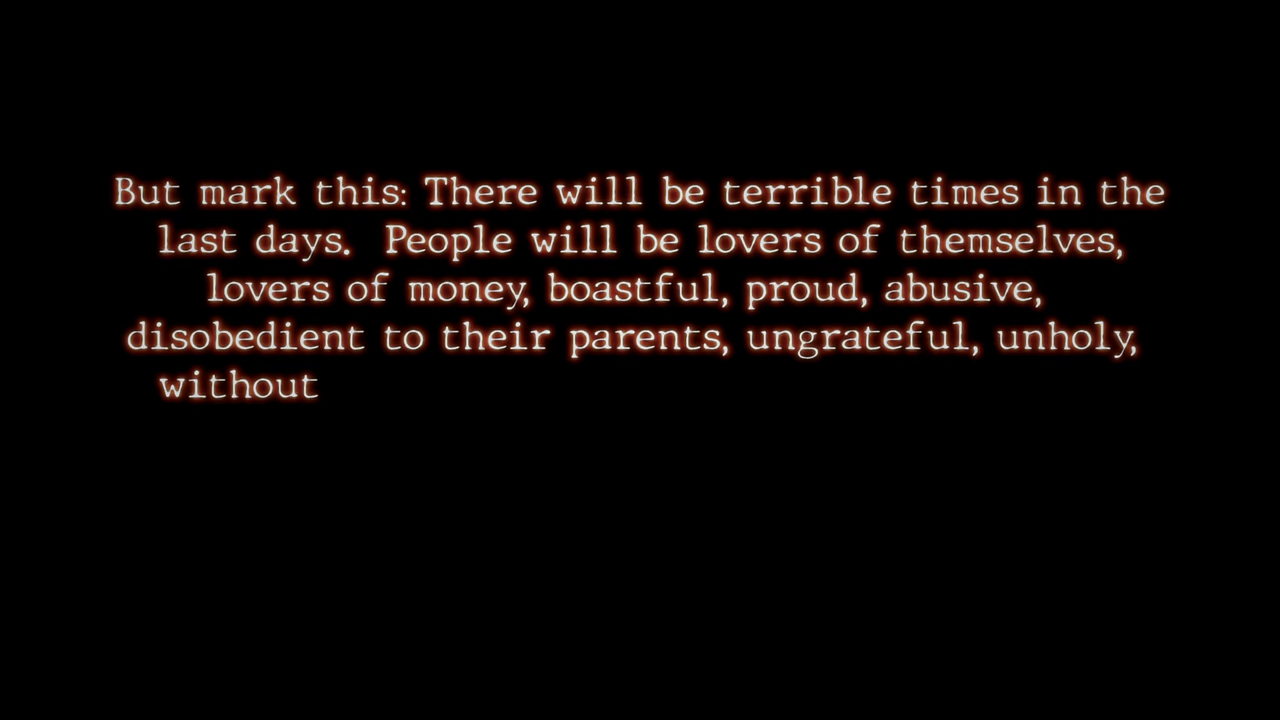 But mark this: There will be terrible times in the
last days.  People will be lovers of themselves,
lovers of money, boastful, proud, abusive,
disobedient to their parents, ungrateful, unholy,
without